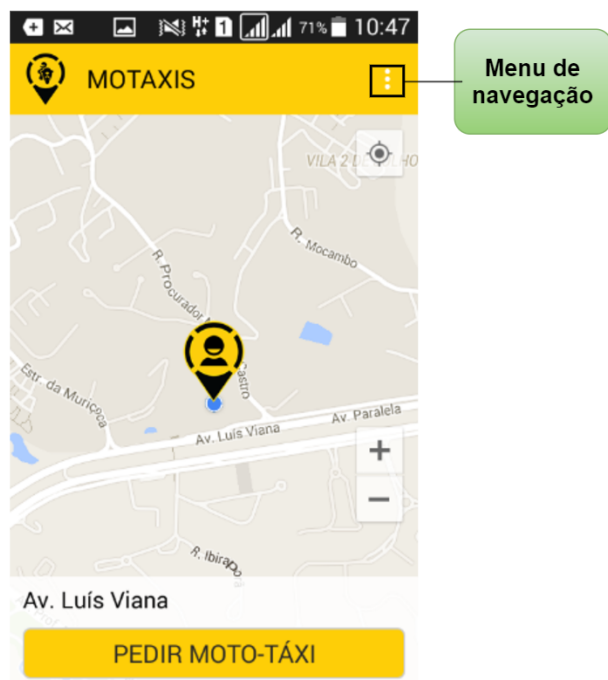 71% 10:47
MOTAXIS
Menu de
navegação
VILA 2 DE JULHO
R. Mocambo
R. Procurador
Castro
Estr. da Muriçoca
Av. Paralela
Av. Luís Viana
R. Ibirapo
Av. Luís Viana
PEDIR MOTO-TÁXI